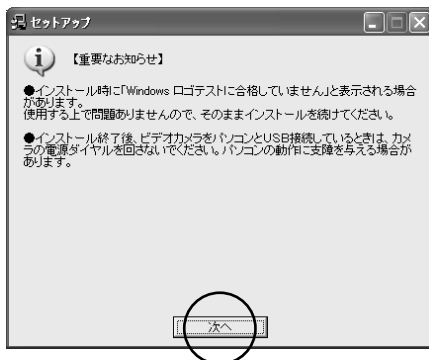 セットアップ
【重要なお知らせ】
●インストール時に「Windows ロゴテストに合格していません」と表示される場合
があります。
使用する上で問題ありませんので、そのままインストールを続けてください。
●インストール終了後、ビデオカメラをパソコンとUSB接続しているときは、カメ
ラの電源ダイヤルを回さないでください。パソコンの動作に支障を与える場合が
あります。
次へ